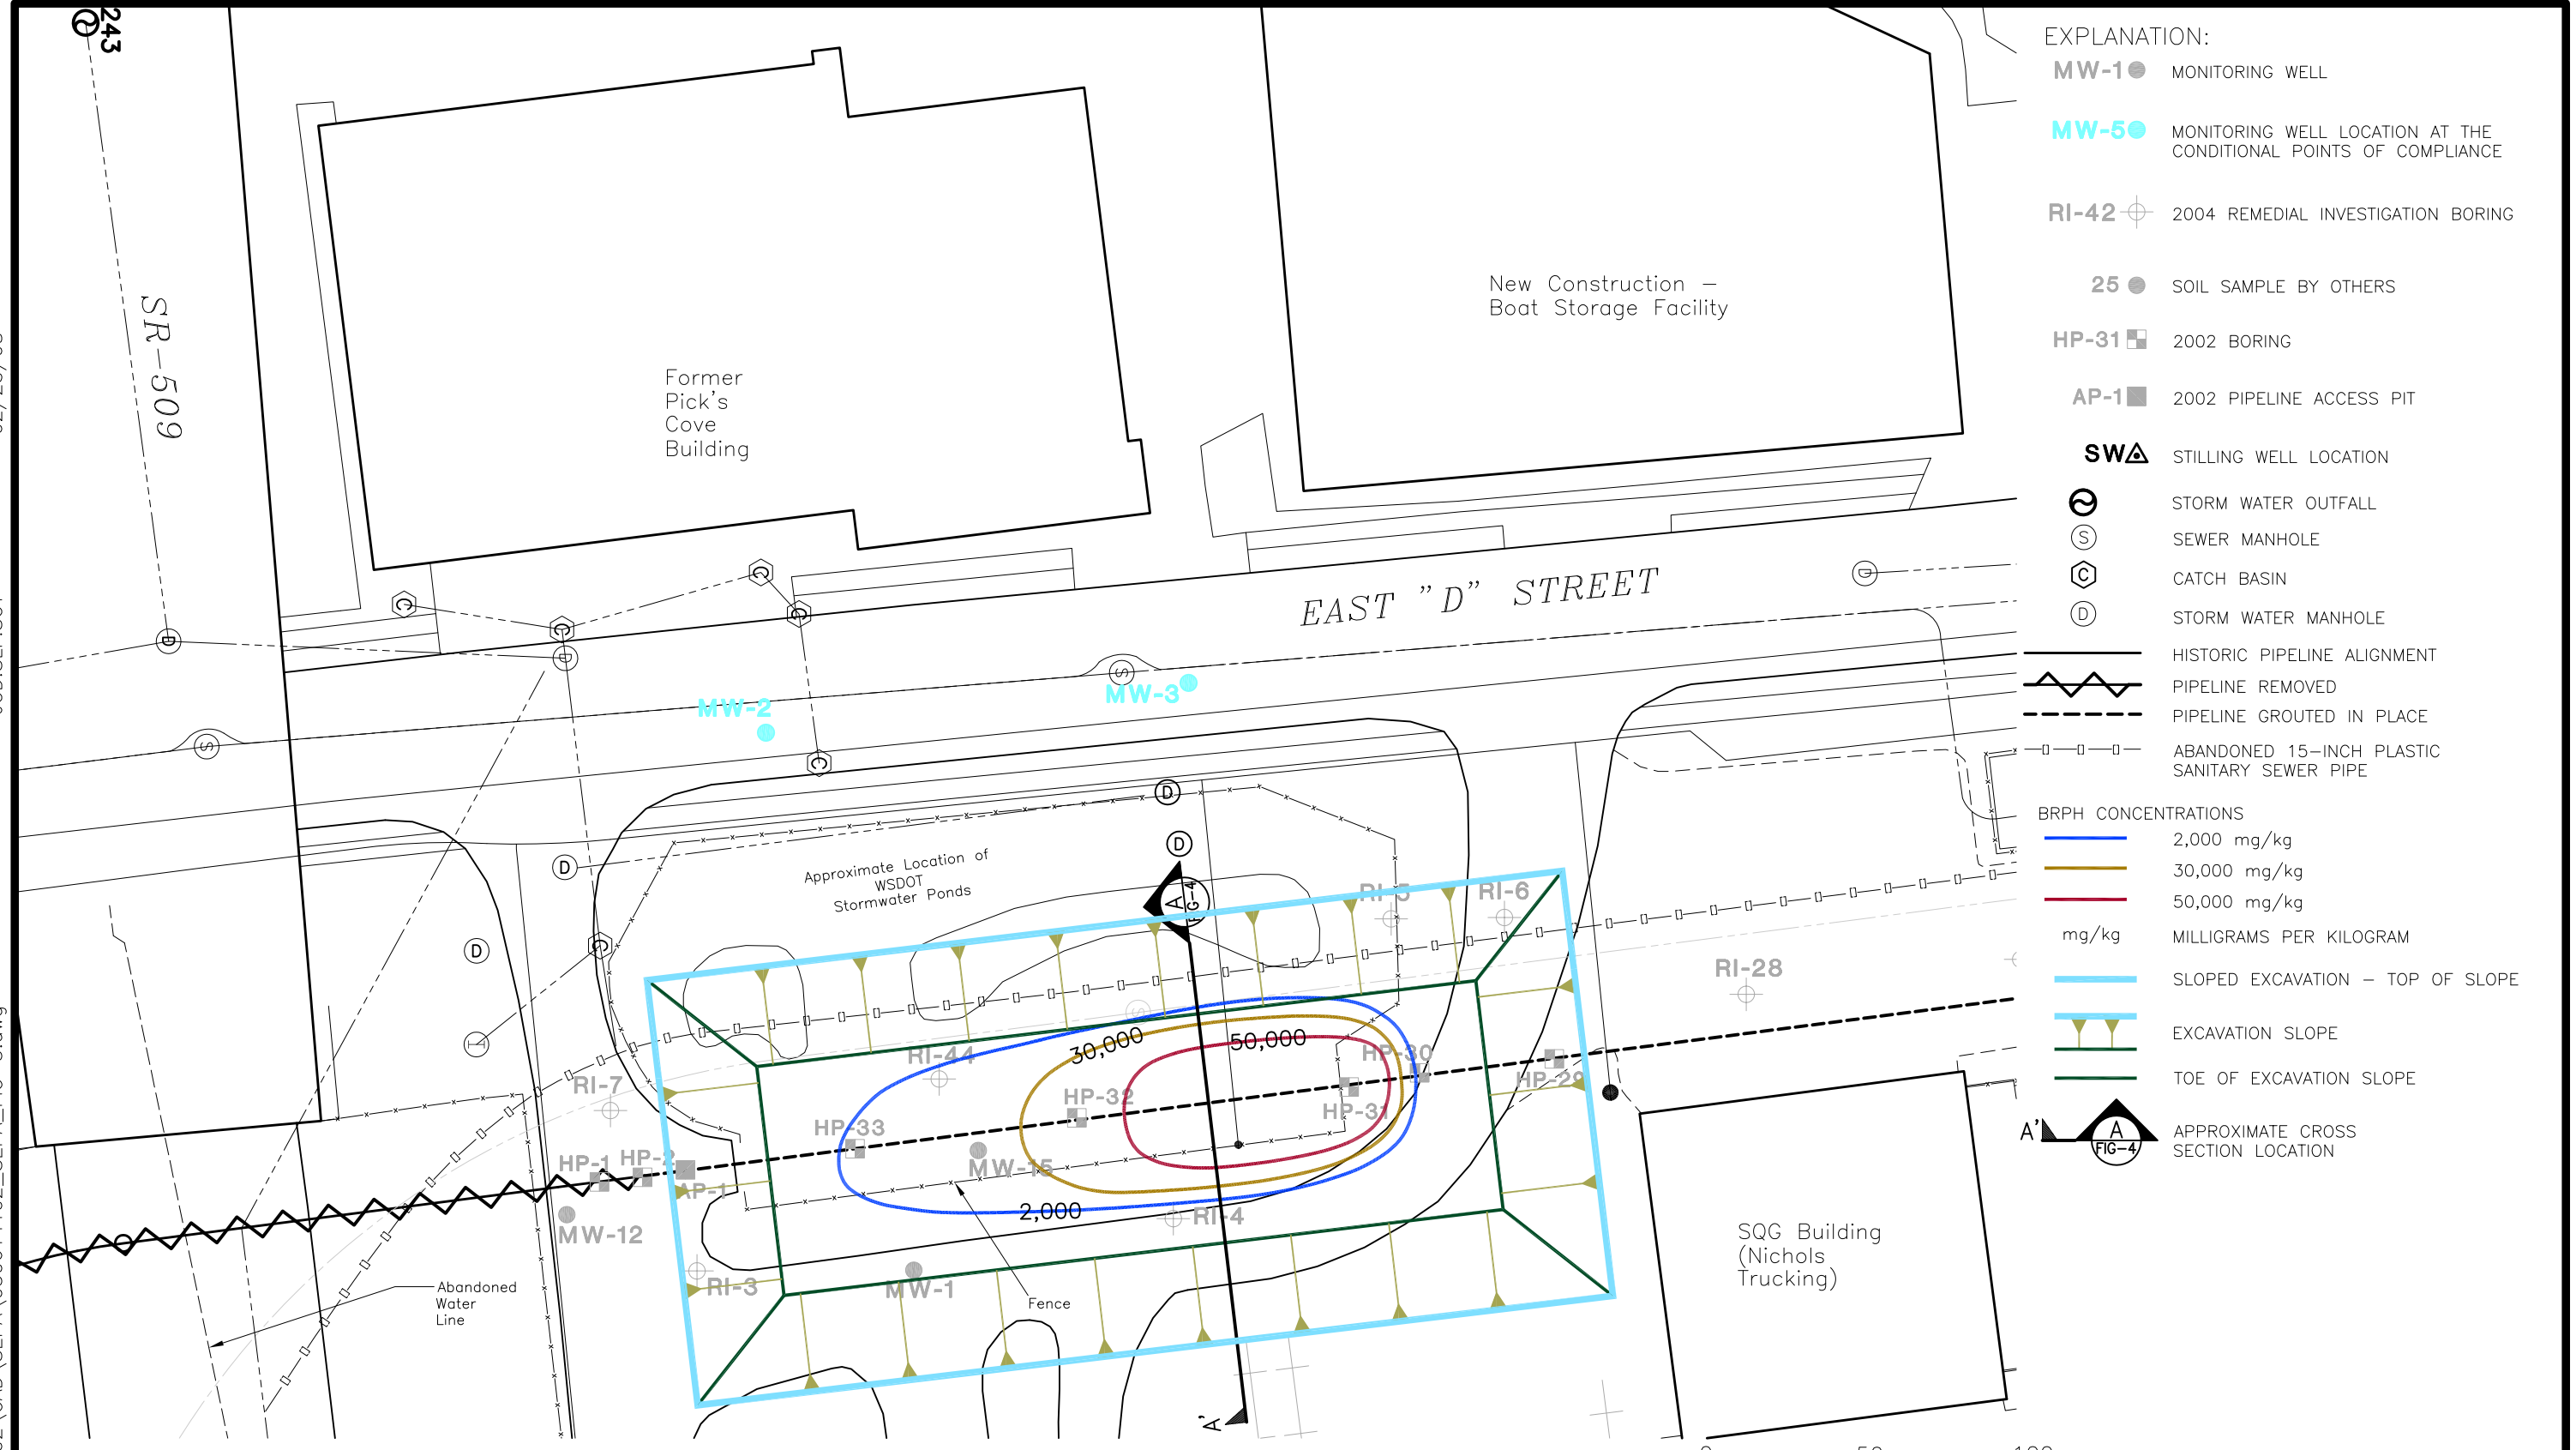 243
SR-509
Former
Pick's
Cove
Building
New Construction –
Boat Storage Facility
EAST "D" STREET
MW-2
MW-3
C
C
C
C
C
C
D
D
S
S
S
D
D
D
D
D
Approximate Location of
WSDOT
Stormwater Ponds
A
FIG-4
RI-5
RI-6
RI-28
RI-44
30,000
50,000
HP-30
HP-29
RI-7
HP-32
HP-31
HP-33
HP-1
HP-2
AP-1
MW-15
MW-12
2,000
RI-4
RI-3
MW-1
Fence
Abandoned
Water
Line
SQG Building
(Nichols
Trucking)
A'
EXPLANATION:
MW-1 MONITORING WELL
MW-5 MONITORING WELL LOCATION AT THE
CONDITIONAL POINTS OF COMPLIANCE
RI-42 2004 REMEDIAL INVESTIGATION BORING
25 SOIL SAMPLE BY OTHERS
HP-31 2002 BORING
AP-1 2002 PIPELINE ACCESS PIT
SW STILLING WELL LOCATION
STORM WATER OUTFALL
S SEWER MANHOLE
C CATCH BASIN
D STORM WATER MANHOLE
HISTORIC PIPELINE ALIGNMENT
PIPELINE REMOVED
PIPELINE GROUTED IN PLACE
ABANDONED 15-INCH PLASTIC
SANITARY SEWER PIPE
BRPH CONCENTRATIONS
2,000 mg/kg
30,000 mg/kg
50,000 mg/kg
mg/kg MILLIGRAMS PER KILOGRAM
SLOPED EXCAVATION – TOP OF SLOPE
EXCAVATION SLOPE
TOE OF EXCAVATION SLOPE
A' A FIG-4 APPROXIMATE CROSS
SECTION LOCATION